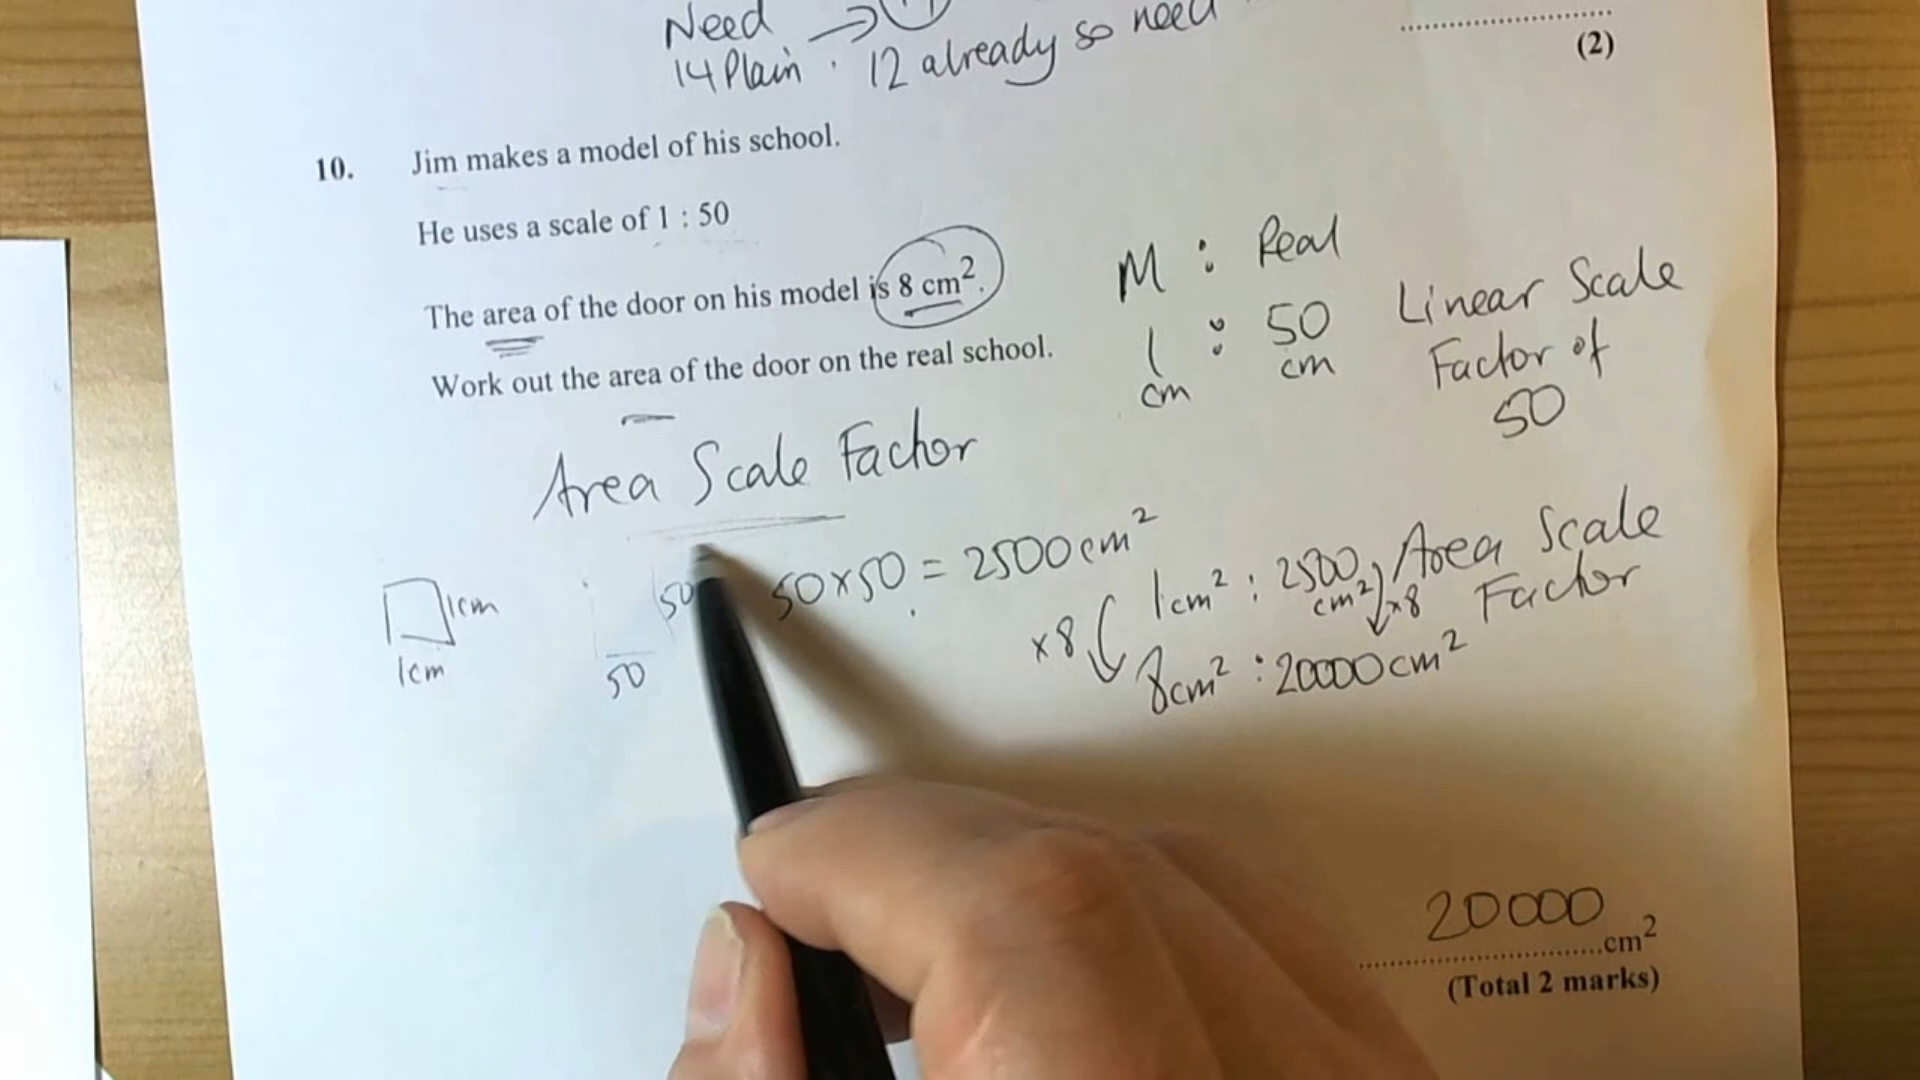 Need →
14 Plain . 12 already so need
(2)
10. Jim makes a model of his school.
He uses a scale of 1 : 50
The area of the door on his model is 8 cm².
Work out the area of the door on the real school.
M : Real
1 : 50
cm cm
Linear Scale
Factor of
50
Area Scale Factor
1cm
1cm
50
50
50×50 = 2500cm²
1cm² : 2500
cm²
Area Scale
Factor
×8
×8
8cm² : 20000cm²
20000
..............................cm²
(Total 2 marks)